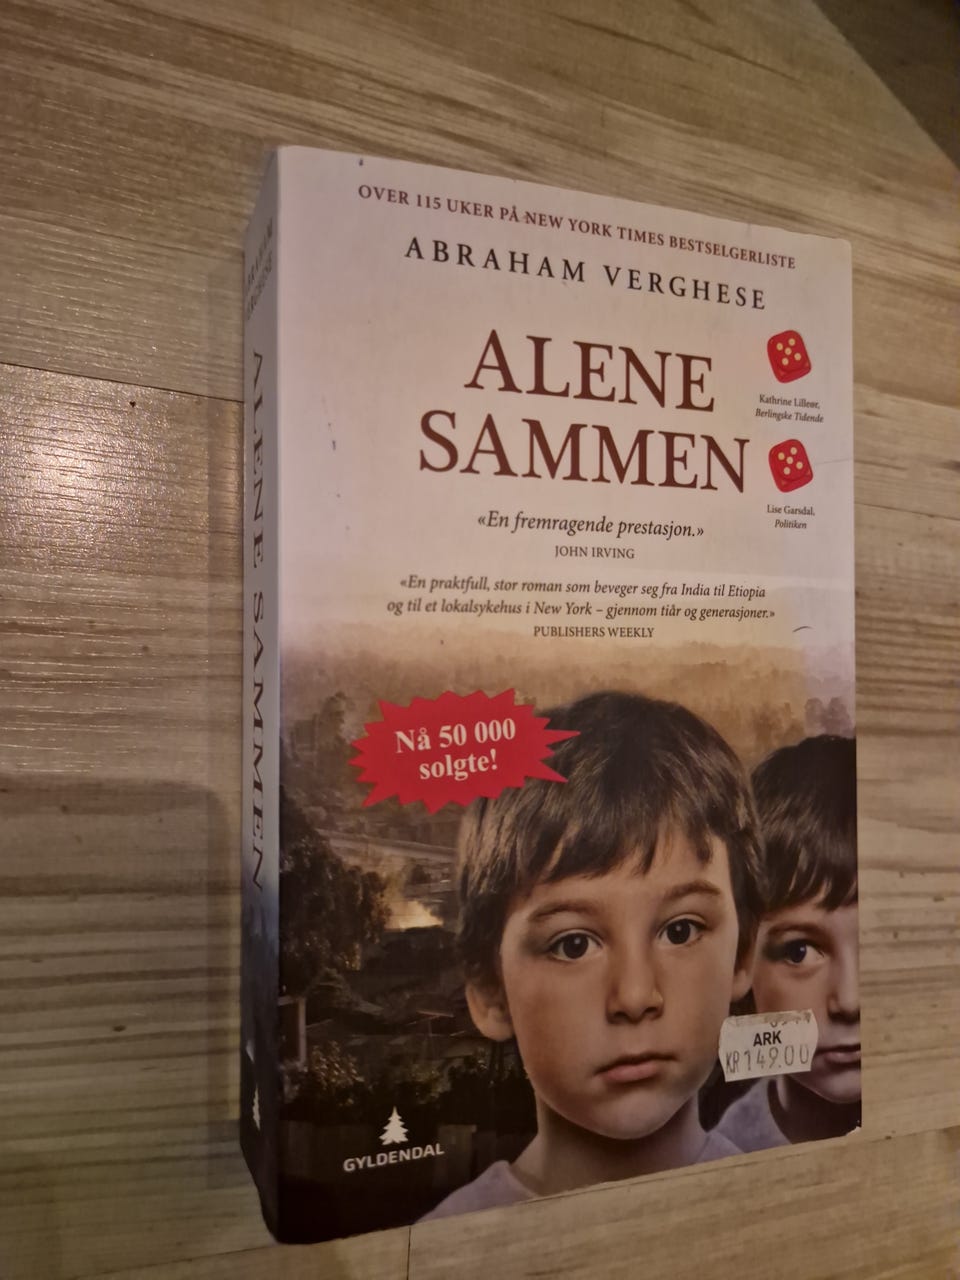 OVER 115 UKER PÅ NEW YORK TIMES BESTSELGERLISTE
ABRAHAM VERGHESE
ALENE
SAMMEN
Kathrine Lilleør,
Berlingske Tidende
Lise Garsdal,
Politiken
«En fremragende prestasjon.»
JOHN IRVING
«En praktfull, stor roman som beveger seg fra India til Etiopia
og til et lokalsykehus i New York – gjennom tiår og generasjoner.»
PUBLISHERS WEEKLY
Nå 50 000
solgte!
ARK
KR 149.00
GYLDENDAL
ABRAHAM
VERGHESE
ALENE SAMMEN